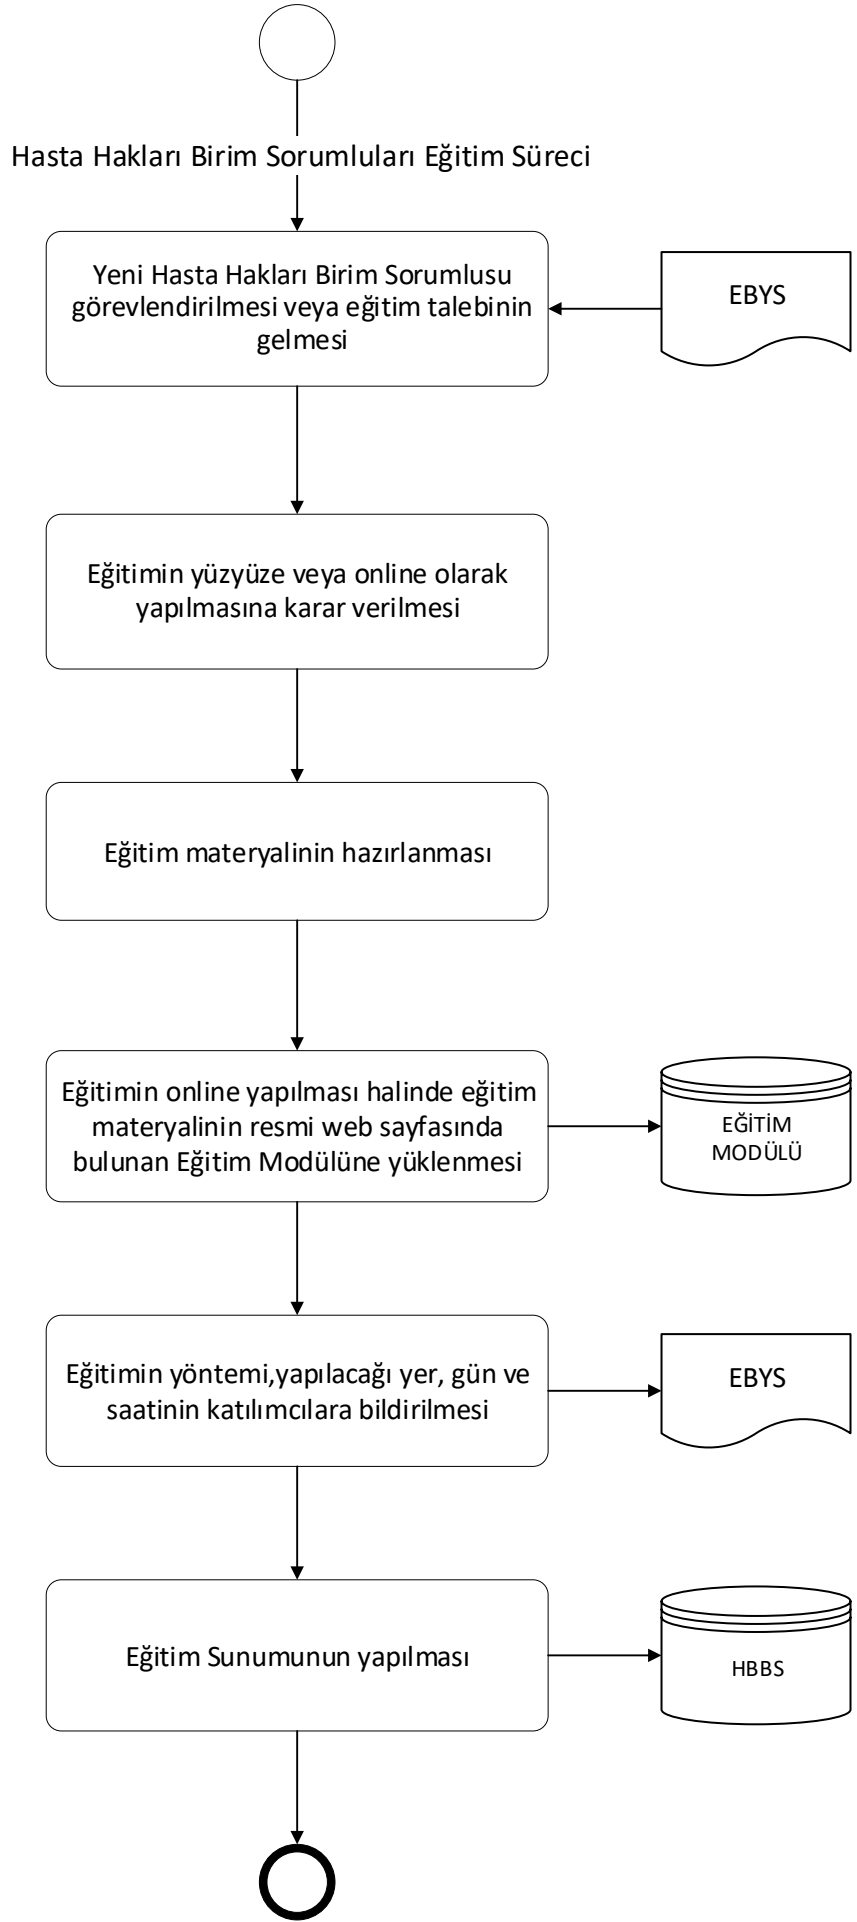 Hasta Hakları Birim Sorumluları Eğitim Süreci
Yeni Hasta Hakları Birim Sorumlusu
görevlendirilmesi veya eğitim talebinin
gelmesi
EBYS
Eğitimin yüzyüze veya online olarak
yapılmasına karar verilmesi
Eğitim materyalinin hazırlanması
Eğitimin online yapılması halinde eğitim
materyalinin resmi web sayfasında
bulunan Eğitim Modülüne yüklenmesi
EĞİTİM
MODÜLÜ
Eğitimin yöntemi,yapılacağı yer, gün ve
saatinin katılımcılara bildirilmesi
EBYS
Eğitim Sunumunun yapılması
HBBS